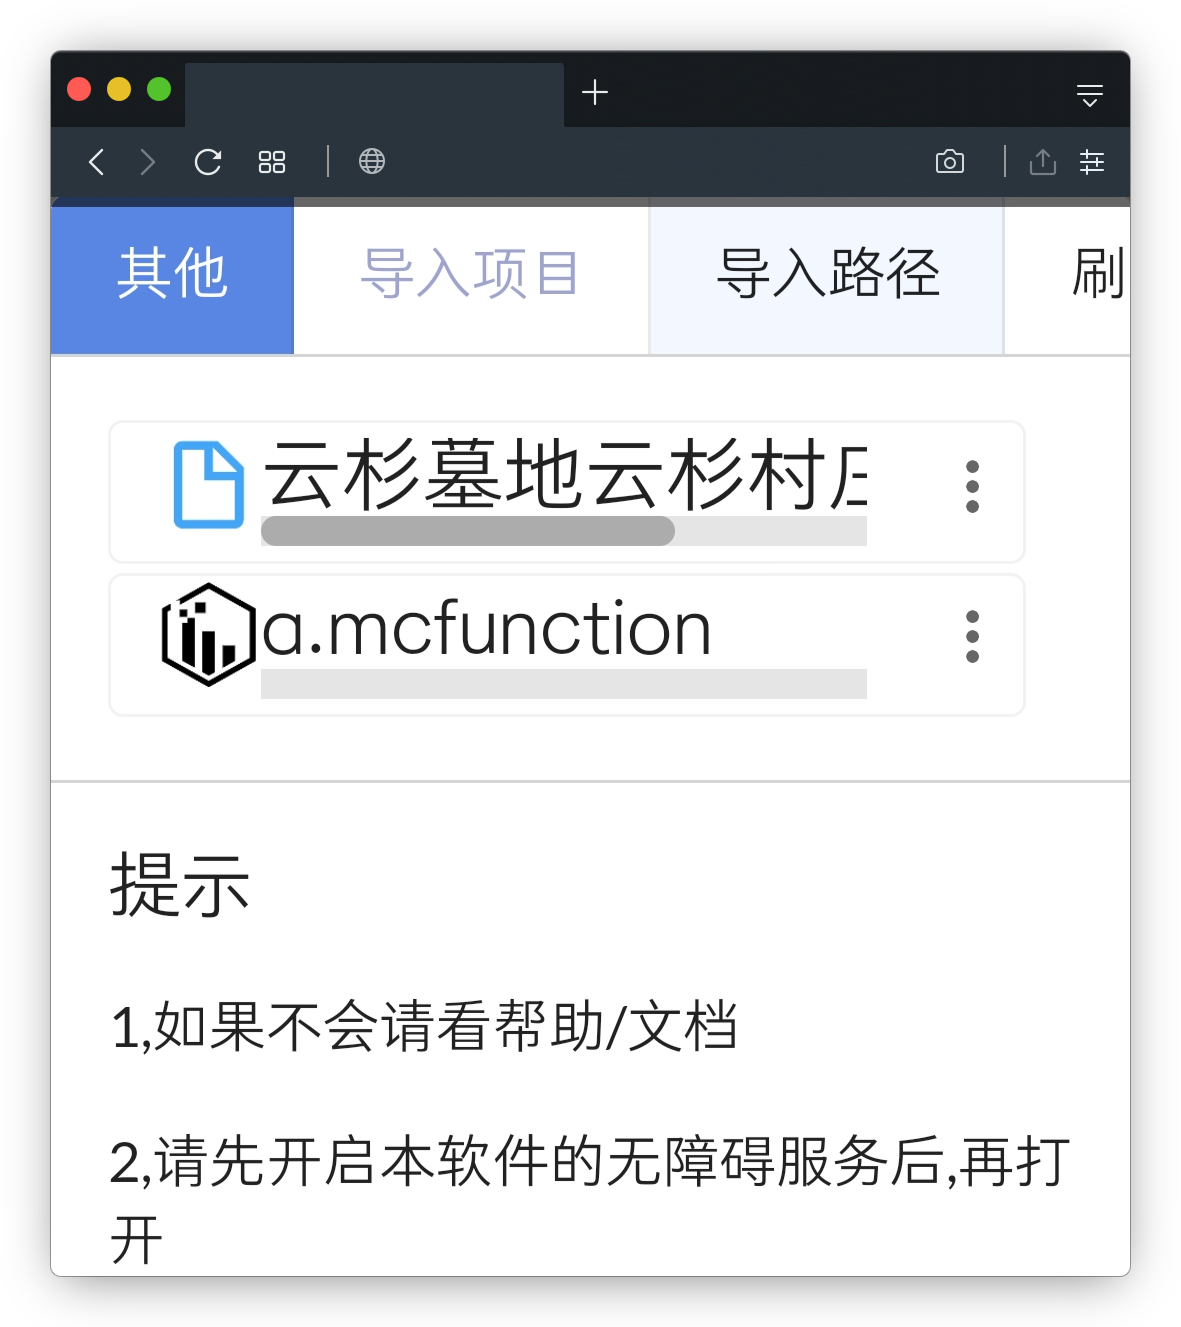 其他 导入项目 导入路径 刷
云杉墓地云杉村
a.mcfunction
提示
1,如果不会请看帮助/文档
2,请先开启本软件的无障碍服务后,再打
开